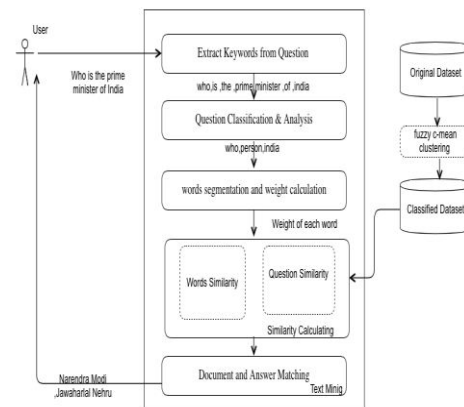 User
Extract Keywords from Question
Who is the prime
minister of India
who,is ,the ,prime,minister ,of ,india
Original Dataset
Question Classification & Analysis
fuzzy c-mean
clustering
who,person,india
words segmentation and weight calculation
Classified Dataset
Weight of each word
Words Similarity
Question Similarity
Similarity Calculating
Document and Answer Matching
Text Minig
Narendra Modi
,Jawaharlal Nehru